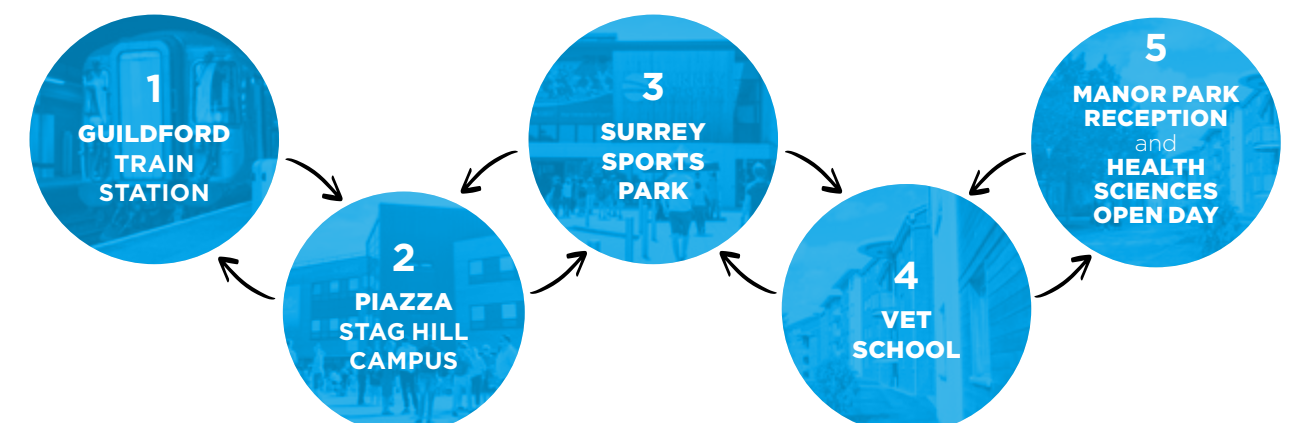 1
GUILDFORD
TRAIN
STATION
2
PIAZZA
STAG HILL
CAMPUS
3
SURREY
SPORTS
PARK
4
VET
SCHOOL
5
MANOR PARK
RECEPTION
and
HEALTH
SCIENCES
OPEN DAY